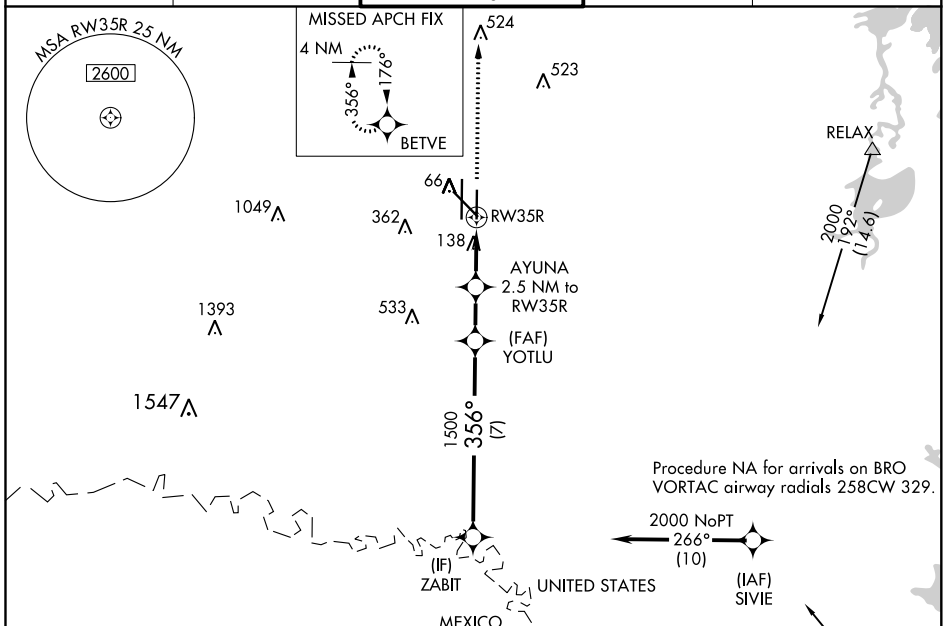 MSA RW35R 25 NM
2600
MISSED APCH FIX
4 NM
356°
176°
BETVE
524
523
RELAX
2000
192°
(14.6)
66
RW35R
1049
362
138
AYUNA
2.5 NM to
RW35R
1393
533
(FAF)
YOTLU
1547
1500
356°
(7)
Procedure NA for arrivals on BRO
VORTAC airway radials 258CW 329.
2000 NoPT
266°
(10)
(IF)
ZABIT
(IAF)
SIVIE
UNITED STATES
MEXICO